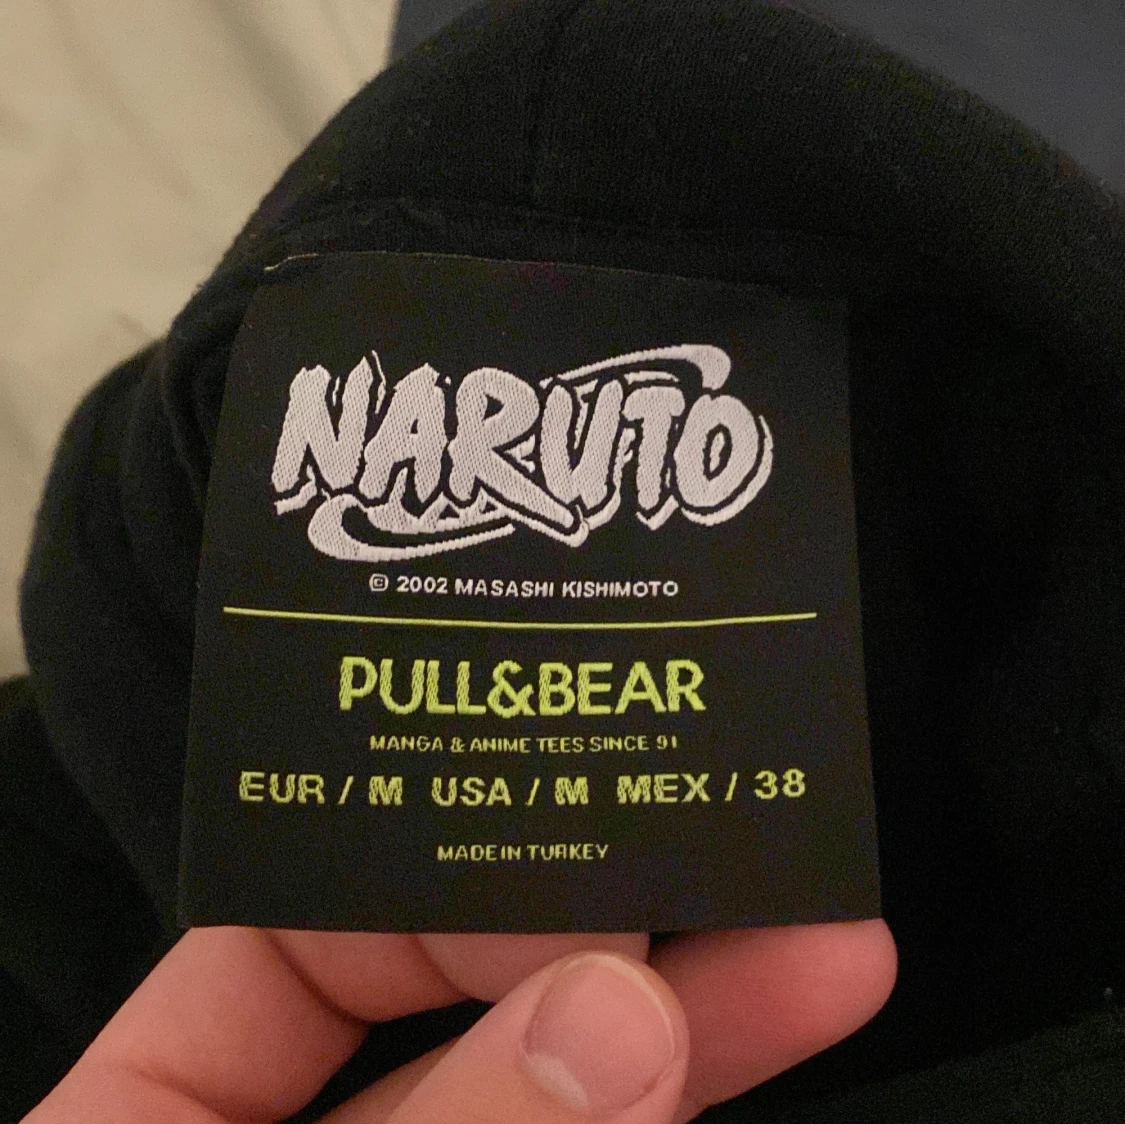 NARUTO
© 2002 MASASHI KISHIMOTO
PULL&BEAR
MANGA & ANIME TEES SINCE 91
EUR / M USA / M MEX / 38
MADE IN TURKEY